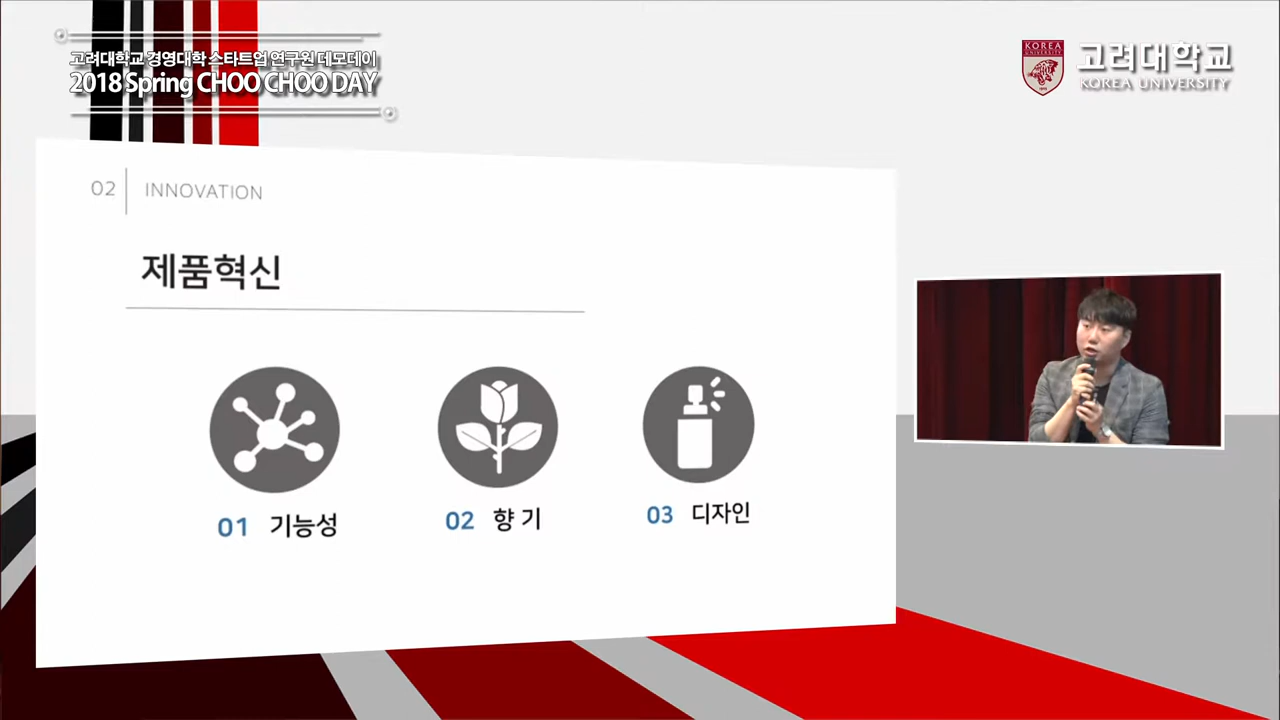 고려대학교 경영대학 스타트업 연구원 데모데이
2018 Spring CHOO CHOO DAY
KOREA
UNIVERSITY
고려대학교
KOREA UNIVERSITY
02 INNOVATION
제품혁신
01 기능성
02 향 기
03 디자인